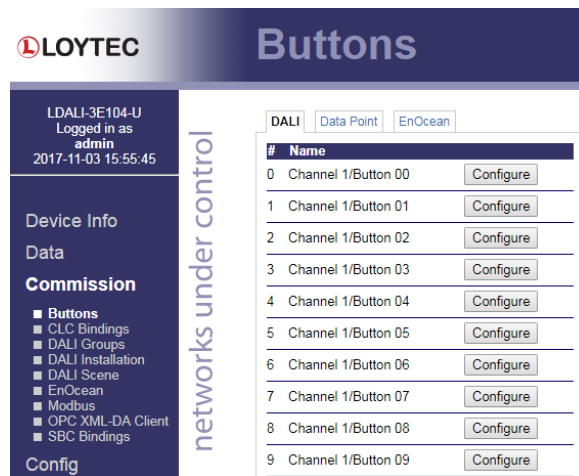 LOYTEC
Buttons
LDALI-3E104-U
Logged in as
admin
2017-11-03 15:55:45
Device Info
Data
Commission
Buttons
CLC Bindings
DALI Groups
DALI Installation
DALI Scene
EnOcean
Modbus
OPC XML-DA Client
SBC Bindings
Config
networks under control
DALI Data Point EnOcean
# Name
0 Channel 1/Button 00 Configure
1 Channel 1/Button 01 Configure
2 Channel 1/Button 02 Configure
3 Channel 1/Button 03 Configure
4 Channel 1/Button 04 Configure
5 Channel 1/Button 05 Configure
6 Channel 1/Button 06 Configure
7 Channel 1/Button 07 Configure
8 Channel 1/Button 08 Configure
9 Channel 1/Button 09 Configure